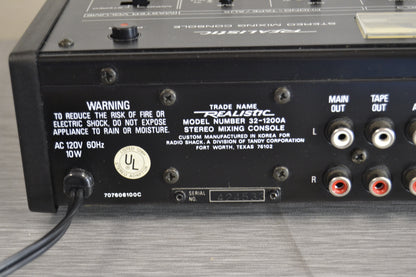 STEREO MIXING CONSOLE
REALISTIC
WARNING
TO REDUCE THE RISK OF FIRE OR
ELECTRIC SHOCK, DO NOT EXPOSE
APPLIANCE TO RAIN OR MOISTURE.
AC 120V 60Hz
10W
UL
707606100C
TRADE NAME
REALISTIC
MODEL NUMBER 32-1200A
STEREO MIXING CONSOLE
CUSTOM MANUFACTURED IN KOREA FOR
RADIO SHACK, A DIVISION OF TANDY CORPORATION
FORT WORTH, TEXAS 76102
SERIAL
NO.
MAIN
OUT
TAPE
OUT
L
R